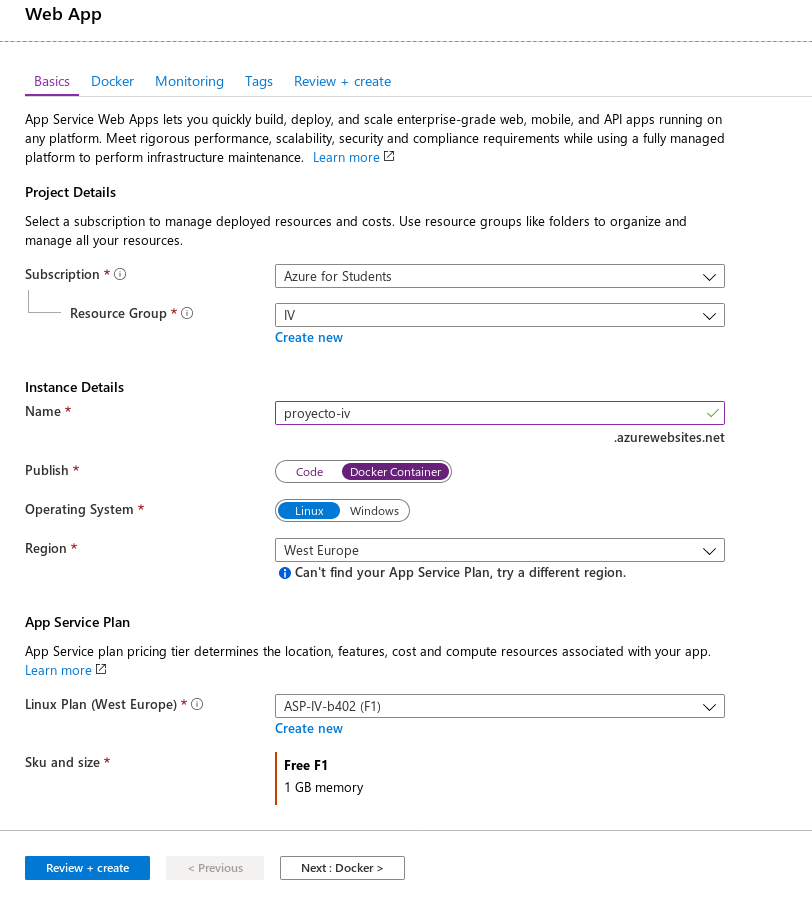 Web App
Basics Docker Monitoring Tags Review + create
App Service Web Apps lets you quickly build, deploy, and scale enterprise-grade web, mobile, and API apps running on
any platform. Meet rigorous performance, scalability, security and compliance requirements while using a fully managed
platform to perform infrastructure maintenance. Learn more
Project Details
Select a subscription to manage deployed resources and costs. Use resource groups like folders to organize and
manage all your resources.
Subscription * Azure for Students
Resource Group * IV
Create new
Instance Details
Name * proyecto-iv
.azurewebsites.net
Publish * Code Docker Container
Operating System * Linux Windows
Region * West Europe
Can't find your App Service Plan, try a different region.
App Service Plan
App Service plan pricing tier determines the location, features, cost and compute resources associated with your app.
Learn more
Linux Plan (West Europe) * ASP-IV-b402 (F1)
Create new
Sku and size * Free F1
1 GB memory
Review + create < Previous Next : Docker >